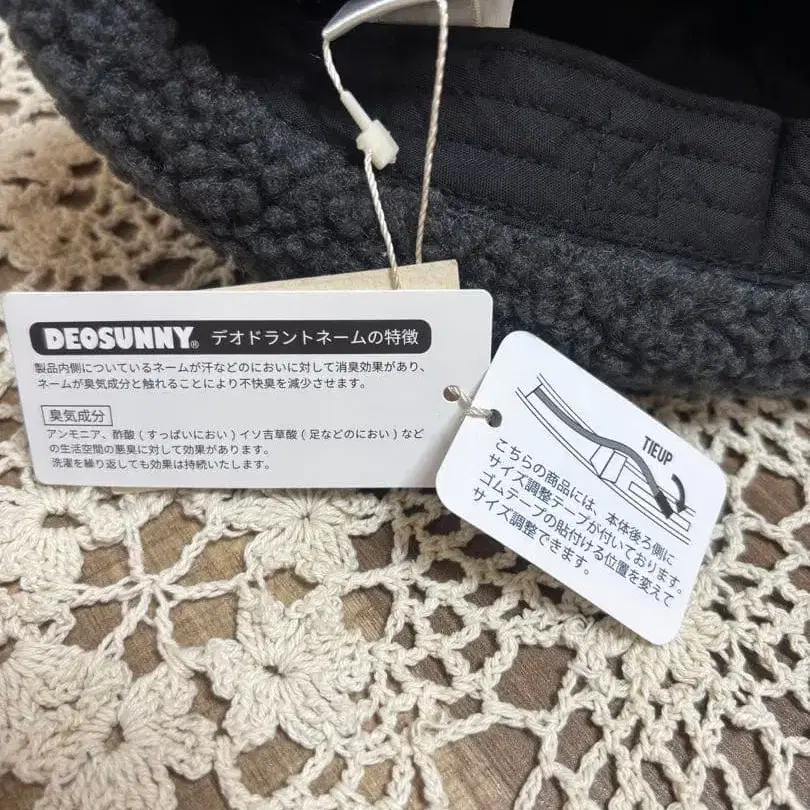 DEOSUNNY® デオドラントネームの特徴
製品内側についているネームが汗などのにおいに対して消臭効果があり、
ネームが臭気成分と触れることにより不快臭を減少させます。
臭気成分
アンモニア、酢酸 ( すっぱいにおい ) イソ吉草酸 ( 足などのにおい ) など
の生活空間の悪臭に対して効果があります。
洗濯を繰り返しても効果は持続いたします。
TIEUP
こちらの商品には、本体後ろ側に
サイズ調整テープが付いております。
ゴムテープの貼付ける位置を変えて
サイズ調整できます。